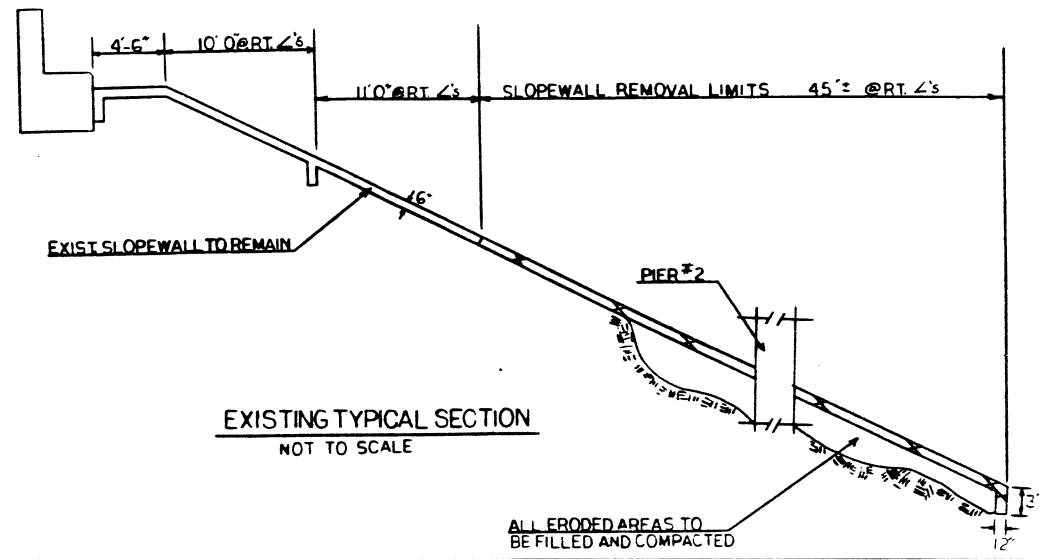 4'-6" 10'0"@RT.∠'s
11'0"@RT. ∠'s SLOPEWALL REMOVAL LIMITS 45'± @RT. ∠'s
6"
EXIST. SLOPEWALL TO REMAIN
PIER #2
EXISTING TYPICAL SECTION
NOT TO SCALE
3'
12"
ALL ERODED AREAS TO
BE FILLED AND COMPACTED